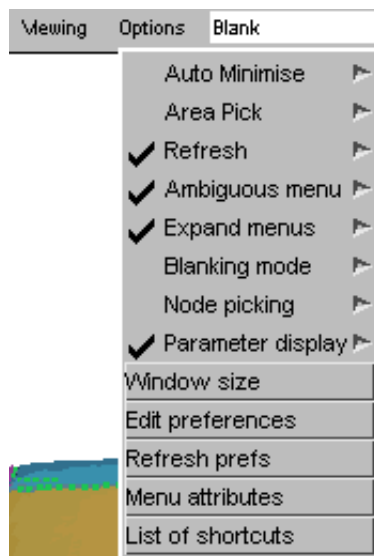 Viewing Options Blank
Auto Minimise
Area Pick
Refresh
Ambiguous menu
Expand menus
Blanking mode
Node picking
Parameter display
Window size
Edit preferences
Refresh prefs
Menu attributes
List of shortcuts